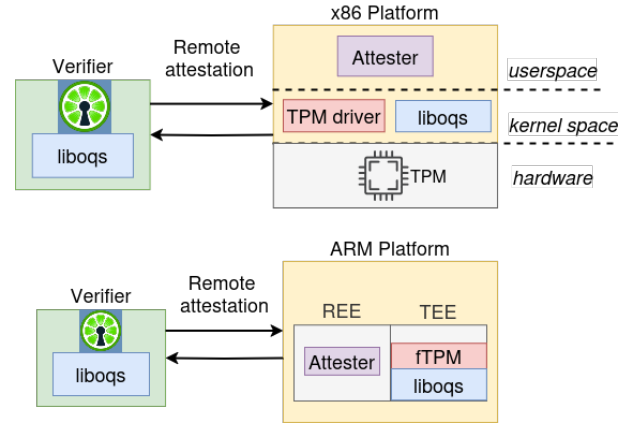 x86 Platform
Verifier
Remote
attestation
Attester
userspace
TPM driver
liboqs
kernel space
liboqs
TPM
hardware
ARM Platform
Verifier
Remote
attestation
REE
TEE
Attester
fTPM
liboqs
liboqs